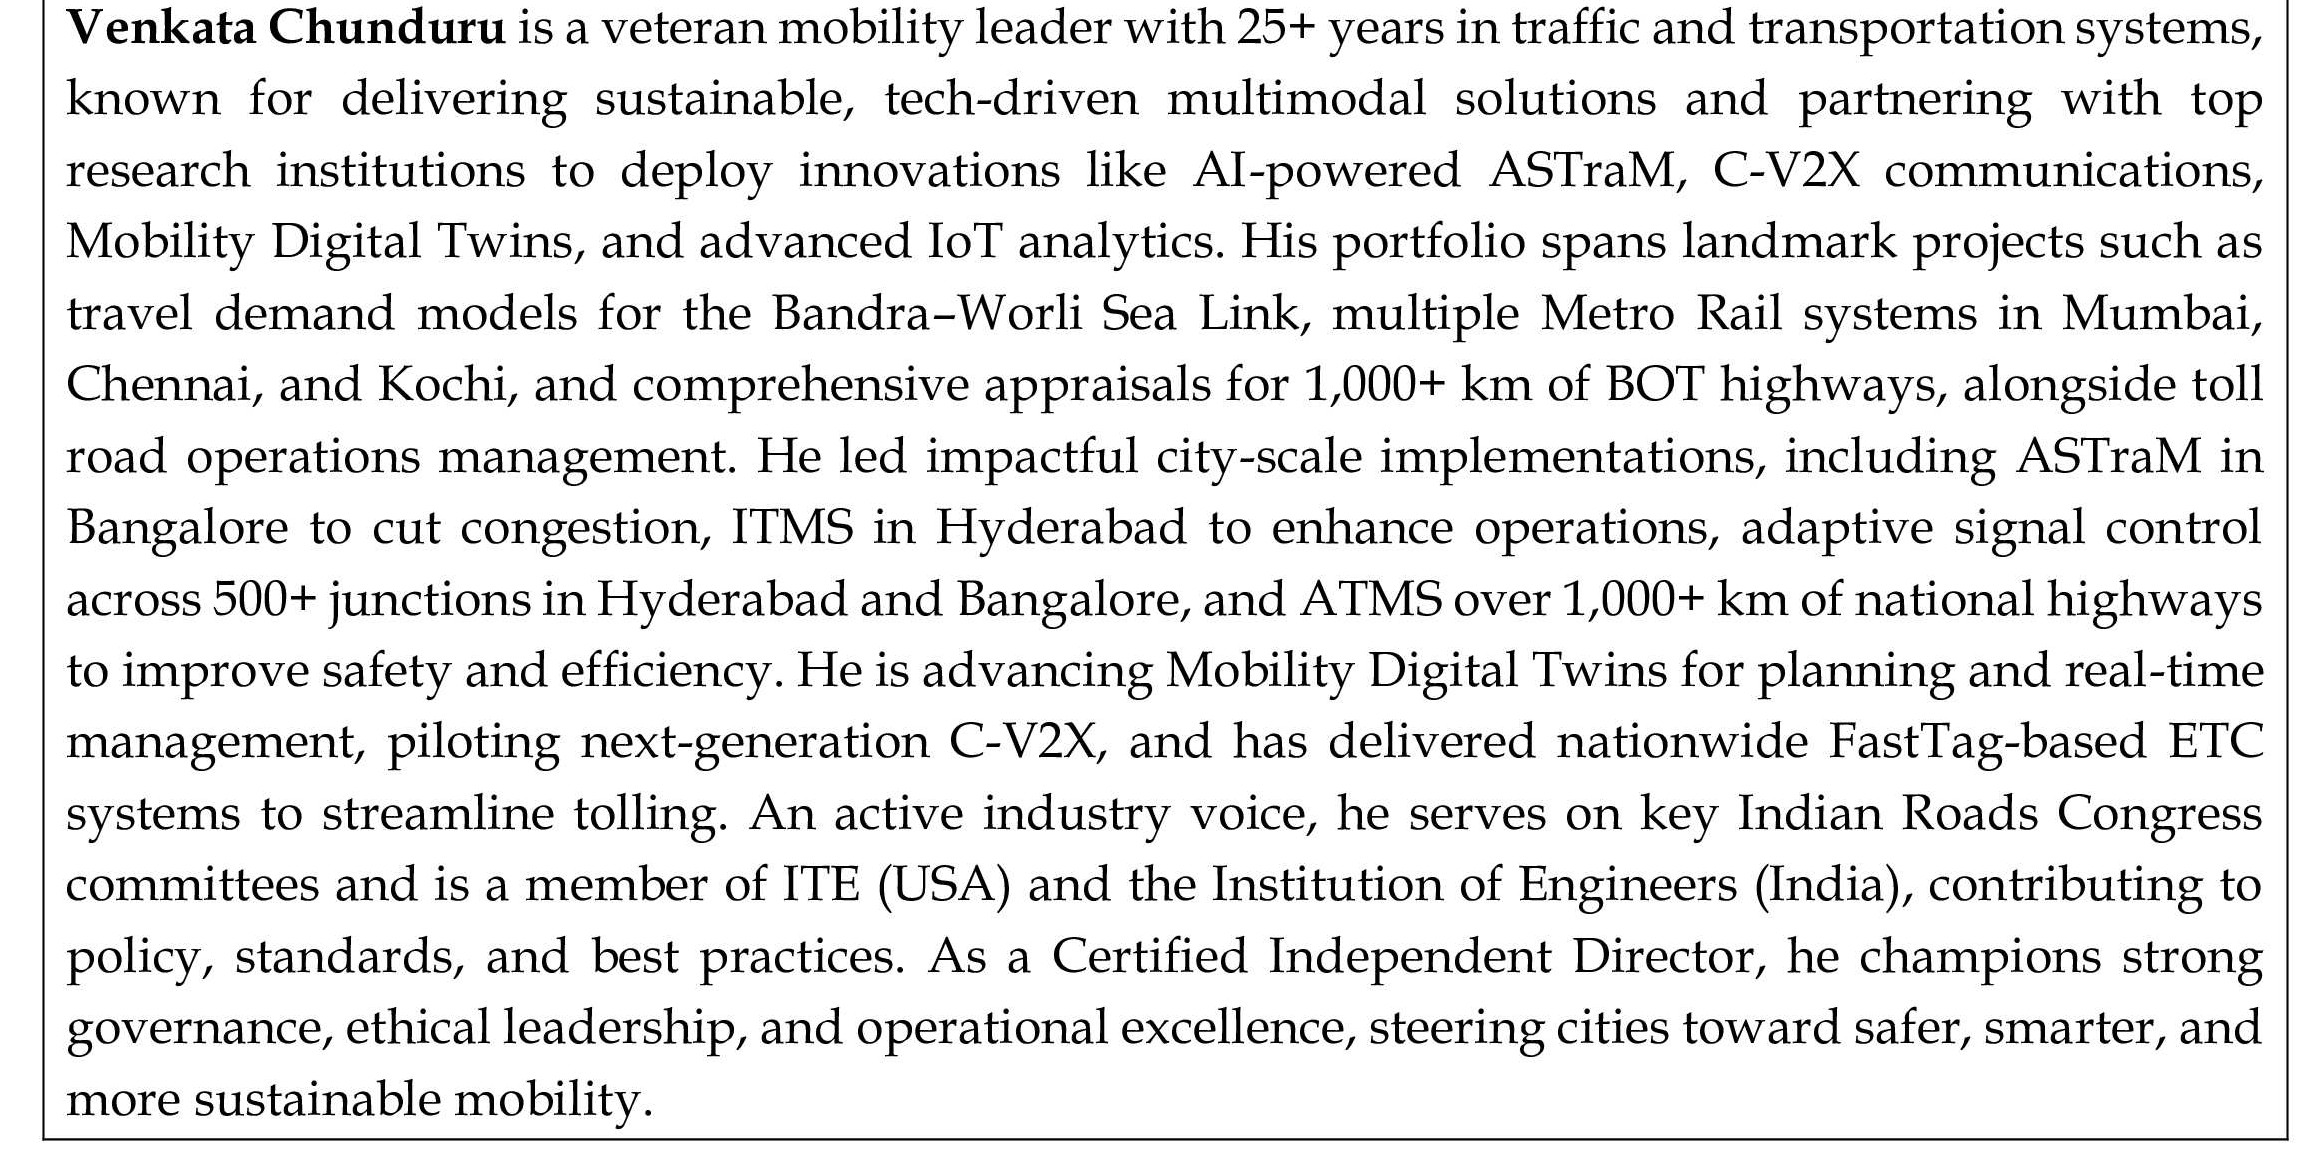 Venkata Chunduru is a veteran mobility leader with 25+ years in traffic and transportation systems,
known for delivering sustainable, tech-driven multimodal solutions and partnering with top
research institutions to deploy innovations like AI-powered ASTraM, C-V2X communications,
Mobility Digital Twins, and advanced IoT analytics. His portfolio spans landmark projects such as
travel demand models for the Bandra–Worli Sea Link, multiple Metro Rail systems in Mumbai,
Chennai, and Kochi, and comprehensive appraisals for 1,000+ km of BOT highways, alongside toll
road operations management. He led impactful city-scale implementations, including ASTraM in
Bangalore to cut congestion, ITMS in Hyderabad to enhance operations, adaptive signal control
across 500+ junctions in Hyderabad and Bangalore, and ATMS over 1,000+ km of national highways
to improve safety and efficiency. He is advancing Mobility Digital Twins for planning and real-time
management, piloting next-generation C-V2X, and has delivered nationwide FastTag-based ETC
systems to streamline tolling. An active industry voice, he serves on key Indian Roads Congress
committees and is a member of ITE (USA) and the Institution of Engineers (India), contributing to
policy, standards, and best practices. As a Certified Independent Director, he champions strong
governance, ethical leadership, and operational excellence, steering cities toward safer, smarter, and
more sustainable mobility.